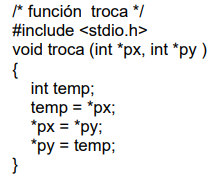 /* función  troca */
#include <stdio.h>
void troca (int *px, int *py )
{
int temp;
temp = *px;
*px = *py;
*py = temp;
}